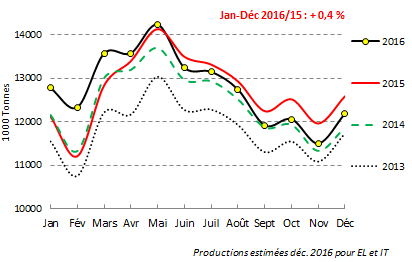 Jan-Déc 2016/15 : + 0,4 %
1000 Tonnes
14000
13000
12000
11000
10000
Jan Fév Mars Avr Mai Juin Juil Août Sept Oct Nov Déc
2016
2015
2014
2013
Productions estimées déc. 2016 pour EL et IT